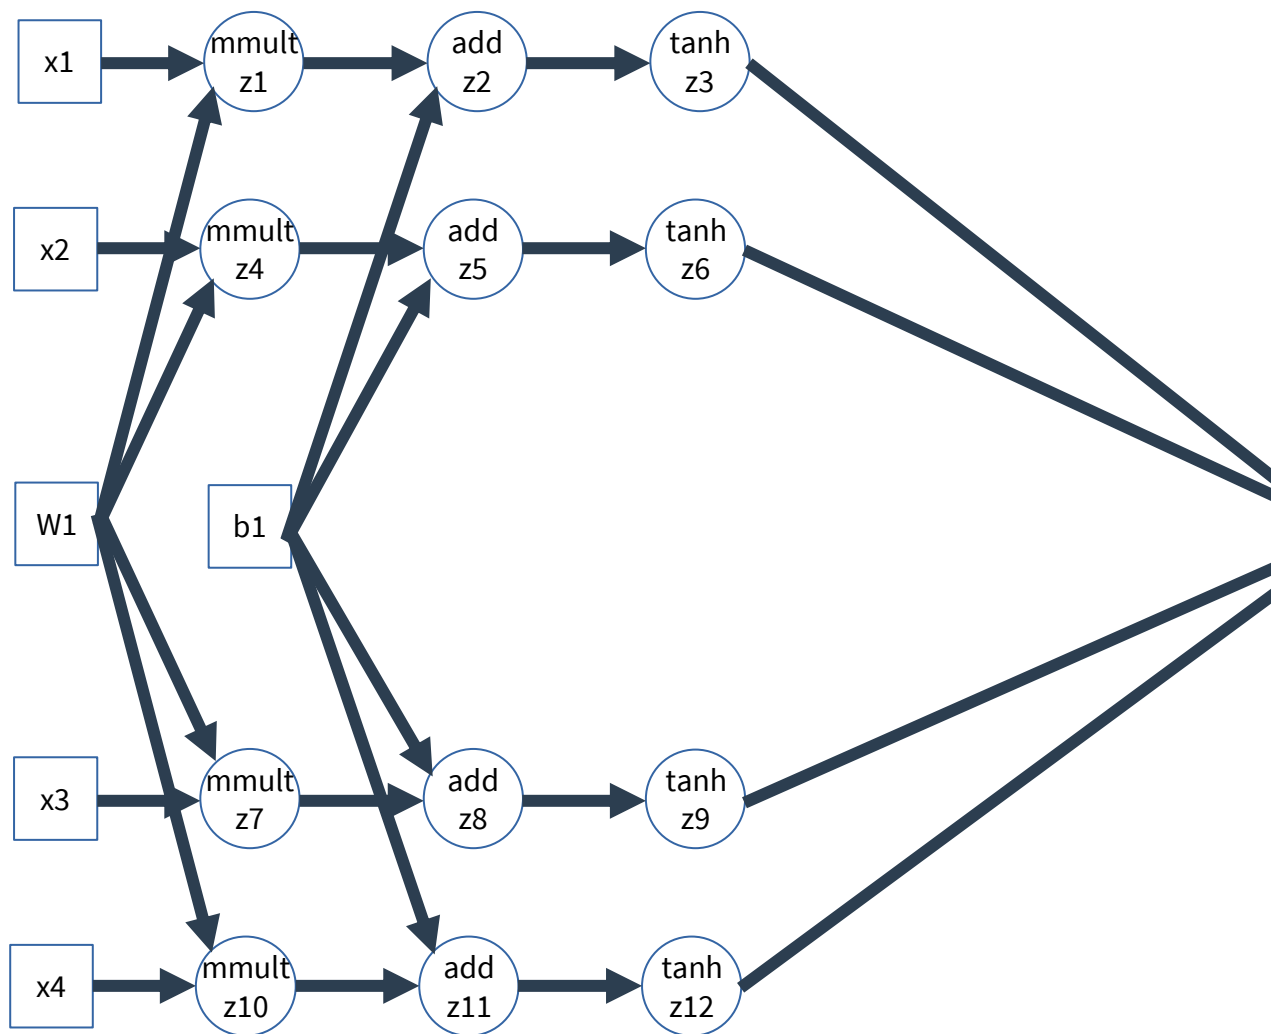 x1
mmult
z1
add
z2
tanh
z3
x2
mmult
z4
add
z5
tanh
z6
W1
b1
x3
mmult
z7
add
z8
tanh
z9
x4
mmult
z10
add
z11
tanh
z12